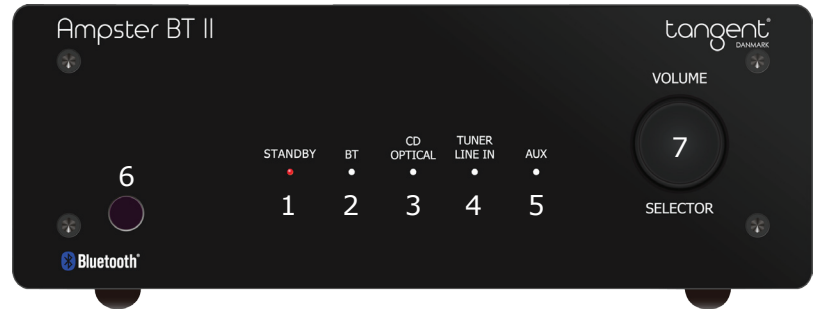 Ampster BT II
tangent®
DANMARK
VOLUME
7
SELECTOR
STANDBY
BT
CD
OPTICAL
TUNER
LINE IN
AUX
1
2
3
4
5
6
Bluetooth®